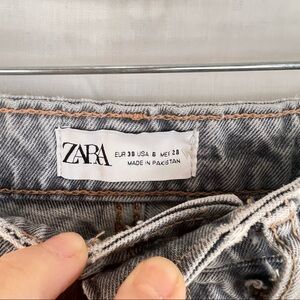 ZARA
EUR 38 USA 6 MEX 28
MADE IN PAKISTAN